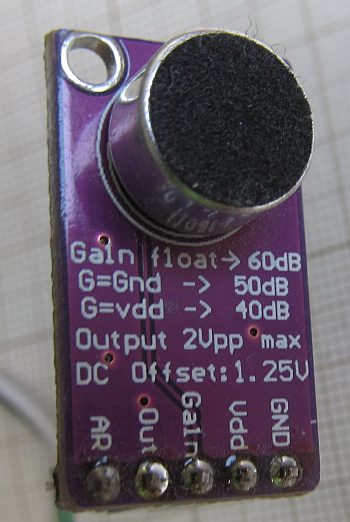 Gain float→60dB
G=Gnd -> 50dB
G=vdd -> 40dB
Output 2Vpp max
DC Offset:1.25V
AR
Out
Gain
Vdd
GND